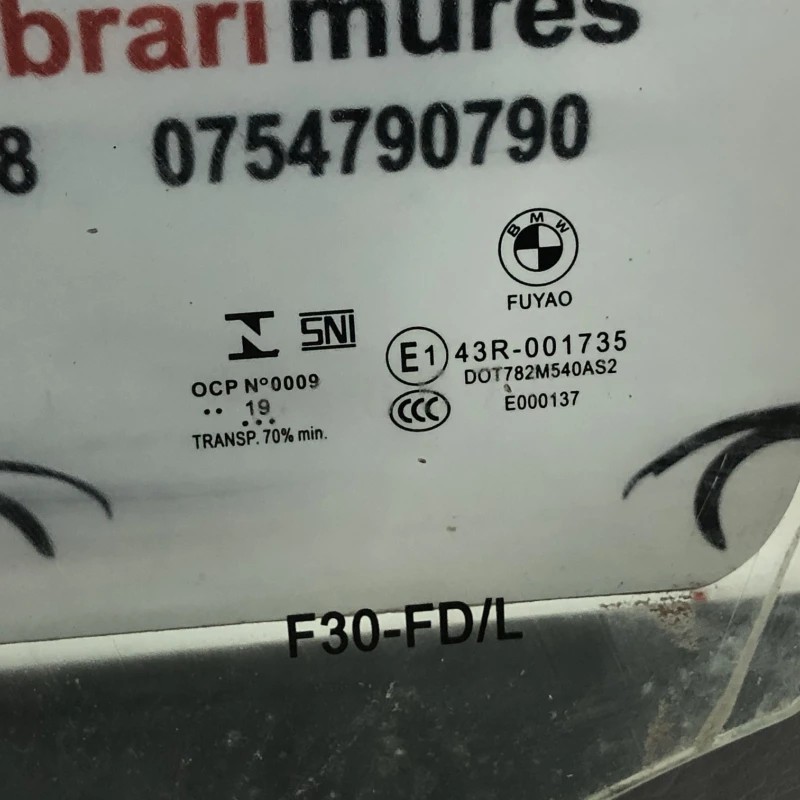 brari mures
8 0754790790
BMW
FUYAO
SNI
E1 43R-001735
DOT782M540AS2
OCP Nº0009
CCC
E000137
.. 19
...
TRANSP. 70% min.
F30-FD/L